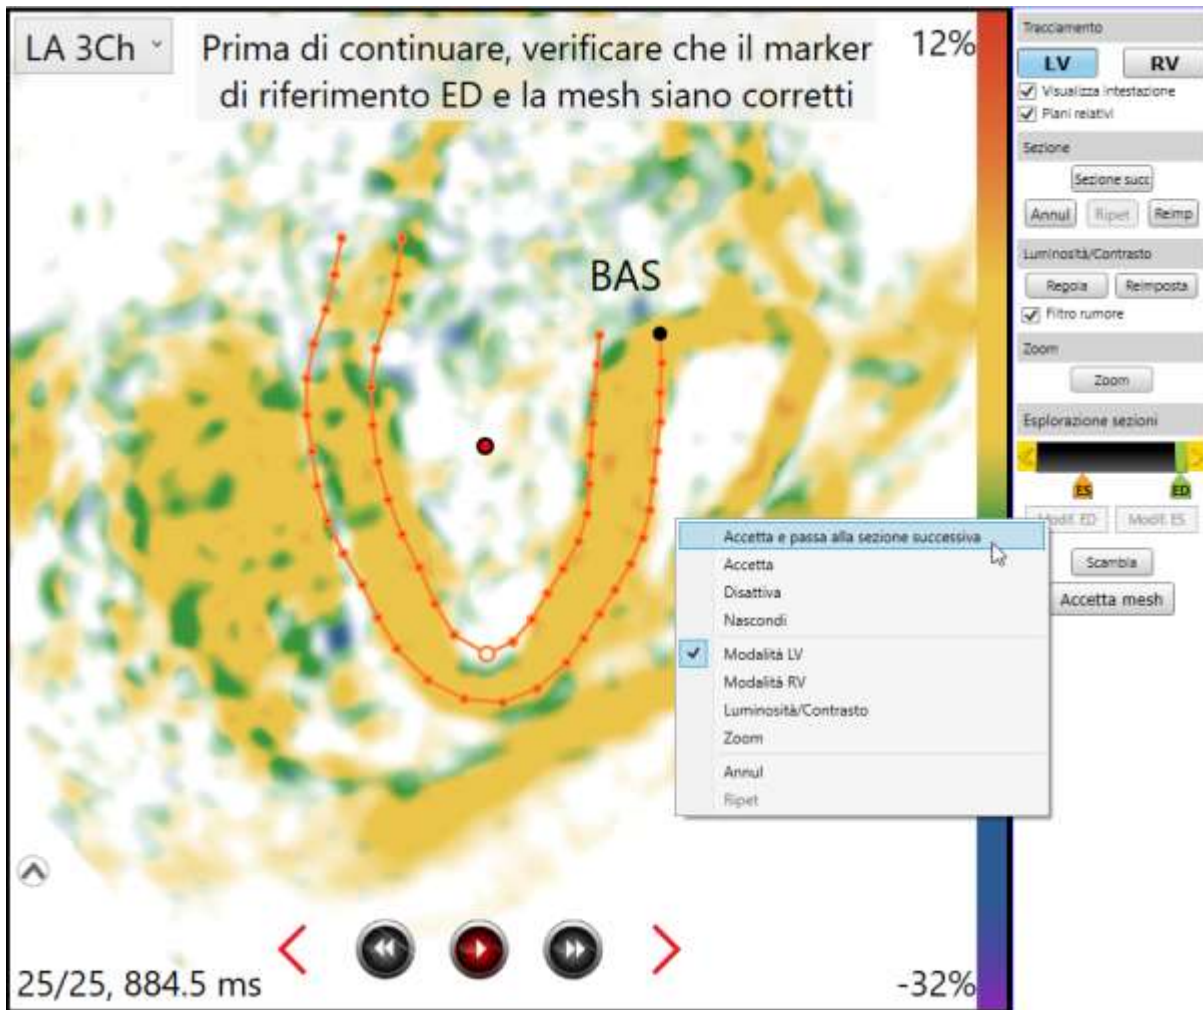 LA 3Ch
Prima di continuare, verificare che il marker
di riferimento ED e la mesh siano corretti
12%
BAS
25/25, 884.5 ms
-32%
Tracciamento
LV RV
Visualizza intestazione
Piani relativi
Sezione
Sezione succ
Annul Ripet Reimp
Luminosità/Contrasto
Regola Reimposta
Filtro rumore
Zoom
Zoom
Esplorazione sezioni
ES ED
Modif. ED Modif. ES
Scambia
Accetta mesh
Accetta e passa alla sezione successiva
Accetta
Disattiva
Nascondi
Modalità LV
Modalità RV
Luminosità/Contrasto
Zoom
Annul
Ripet